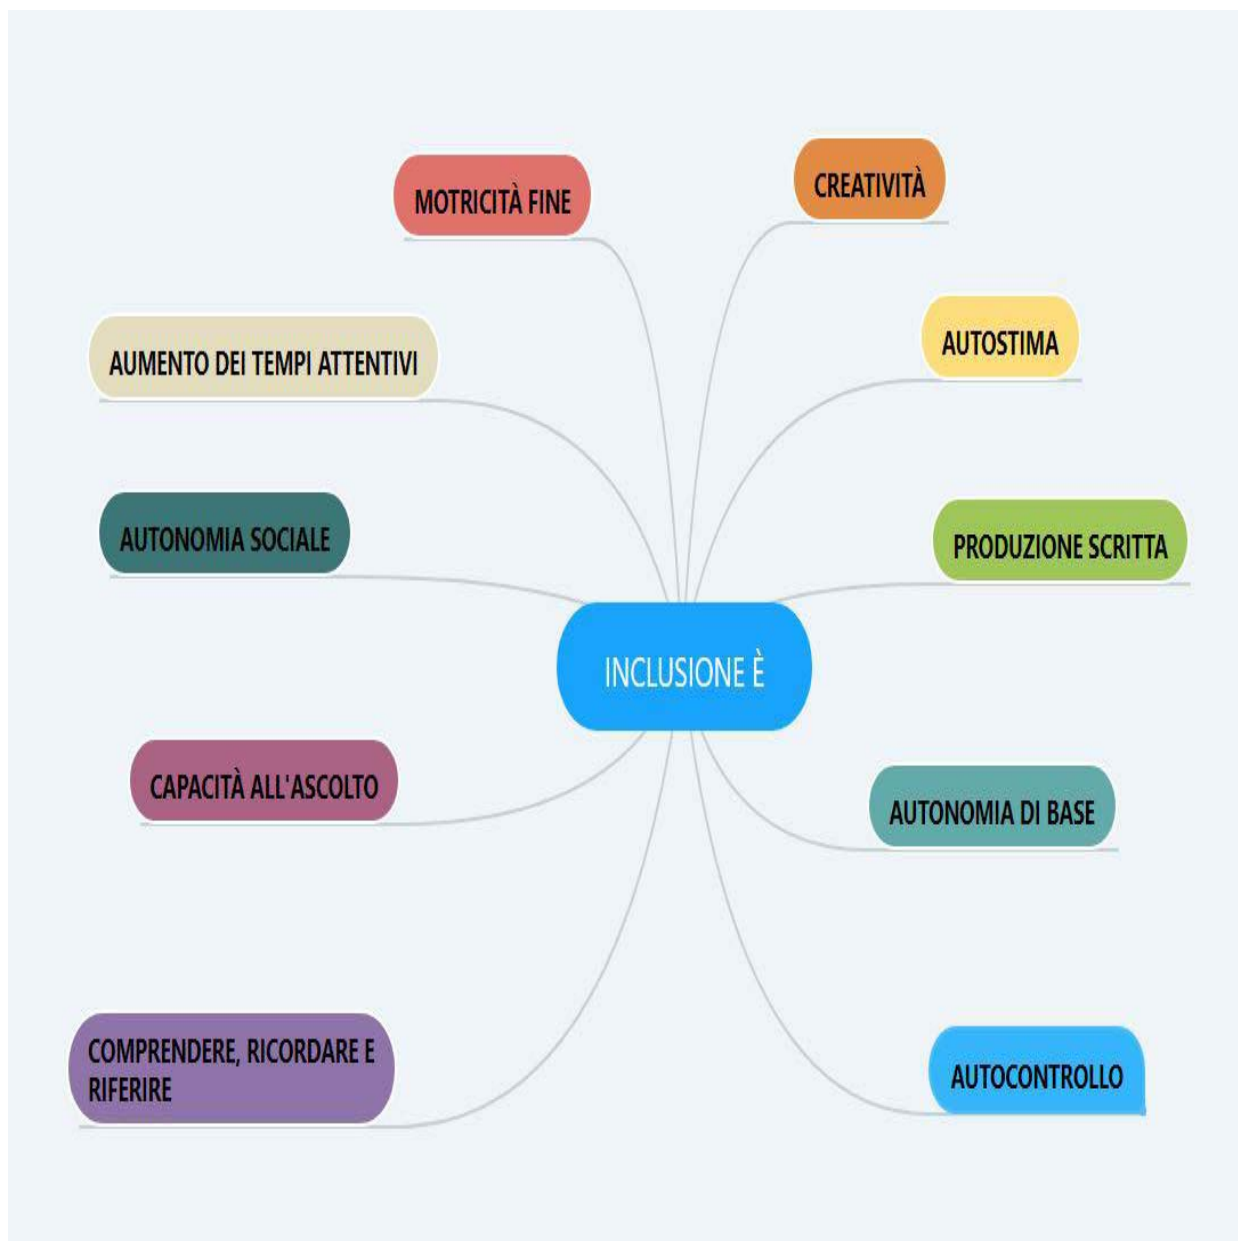 MOTRICITÀ FINE
CREATIVITÀ
AUMENTO DEI TEMPI ATTENTIVI
AUTOSTIMA
AUTONOMIA SOCIALE
PRODUZIONE SCRITTA
INCLUSIONE È
CAPACITÀ ALL'ASCOLTO
AUTONOMIA DI BASE
COMPRENDERE, RICORDARE E
RIFERIRE
AUTOCONTROLLO